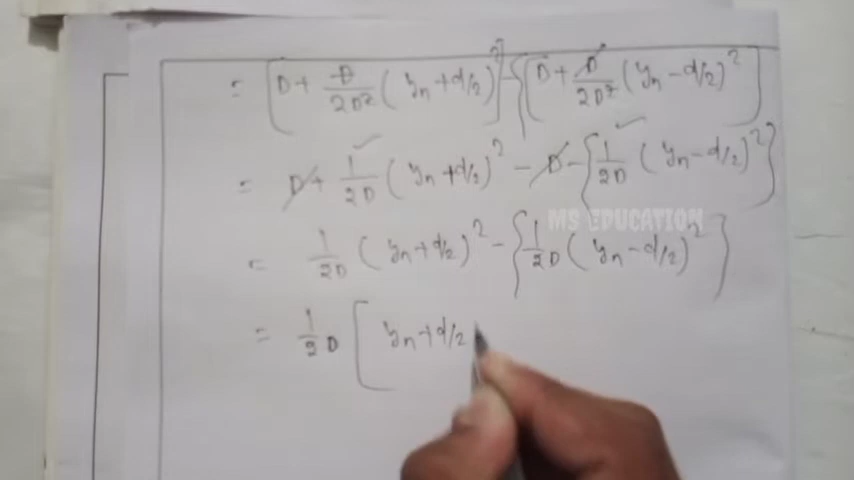 = [D + D/2D² (yn + d/2)²] - {[D + D/2D² (yn - d/2)²]
= D + 1/2D (yn + d/2)² - D - {1/2D (yn - d/2)²}
MS EDUCATION
= 1/2D (yn + d/2)² - {1/2D (yn - d/2)²}
= 1/2D [yn + d/2